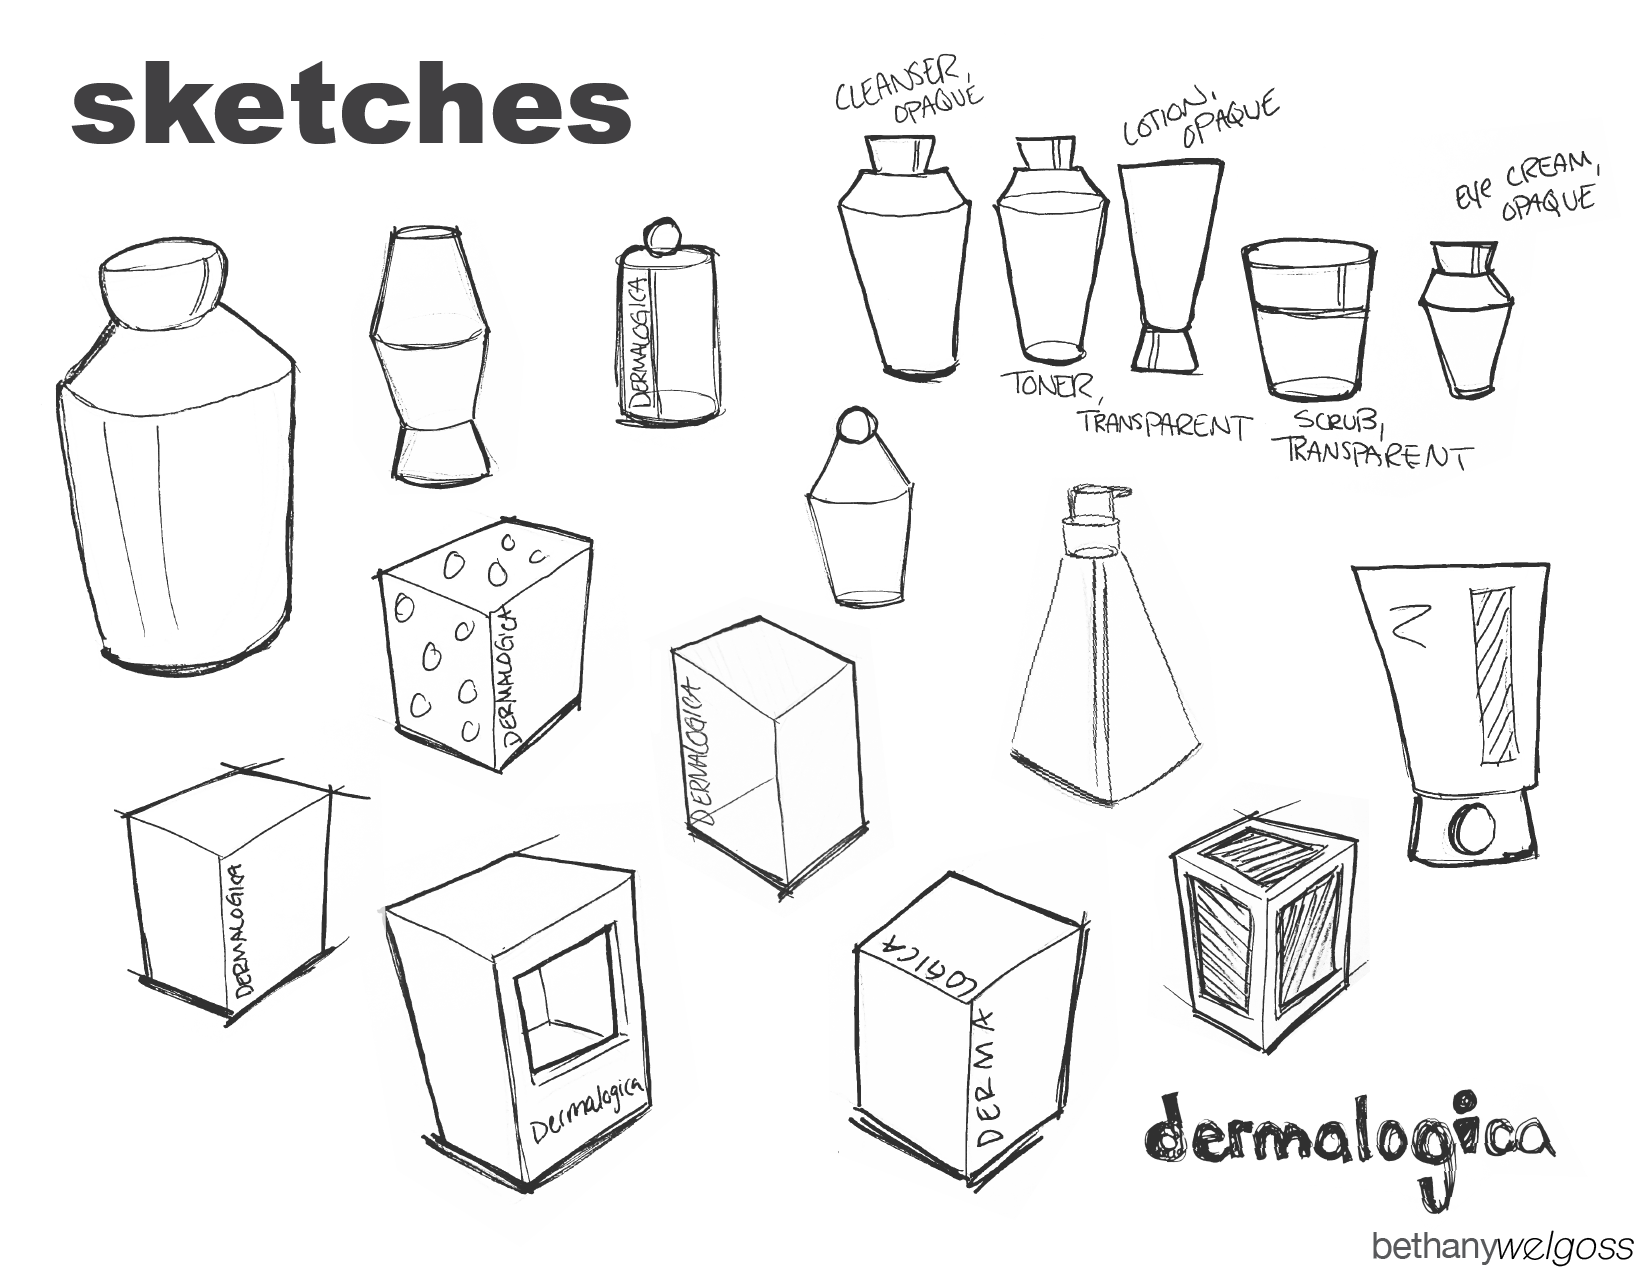 sketches
CLEANSER,
OPAQUE
LOTION,
OPAQUE
EYE CREAM,
OPAQUE
TONER,
TRANSPARENT
SCRUB,
TRANSPARENT
DERMALOGICA
DERMALOGICA
DERMALOGICA
DERMALOGICA
Dermalogica
LOGICA
DERMA
dermalogica
bethanywelgoss